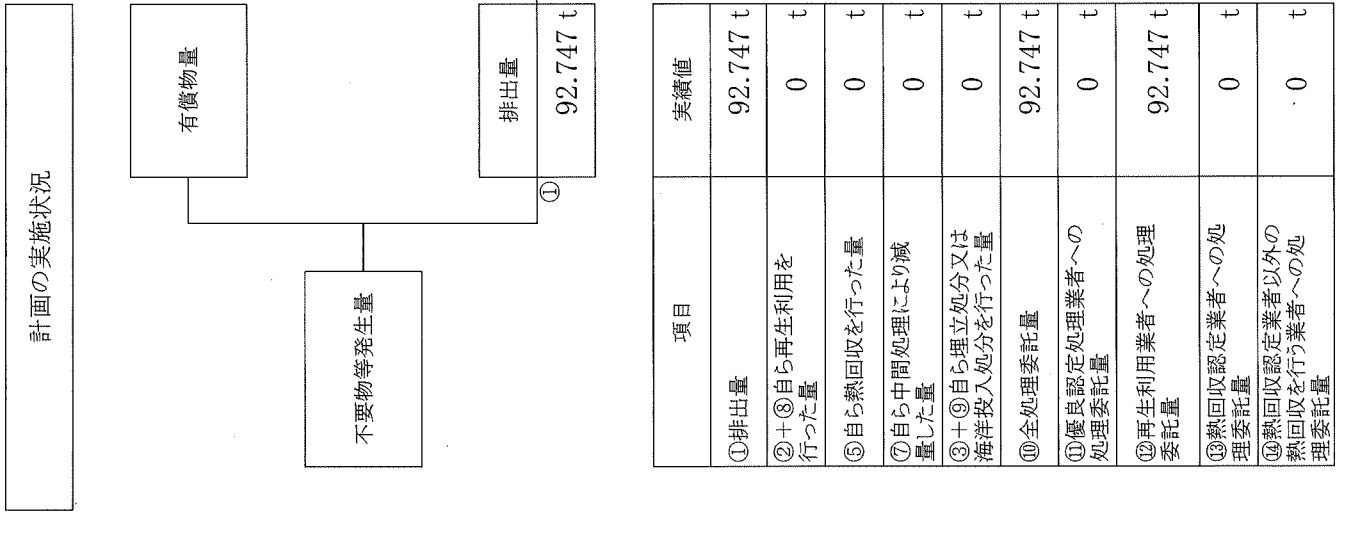 計画の実施状況
有償物量
不要物等発生量
排出量
①
92.747 t
項目 実績値
①排出量 92.747 t
②+⑧自ら再生利用を
行った量 0 t
⑤自ら熱回収を行った量 0 t
⑦自ら中間処理により減
量した量 0 t
③+⑨自ら埋立処分又は
海洋投入処分を行った量 0 t
⑩全処理委託量 92.747 t
⑪優良認定処理業者への
処理委託量 0 t
⑫再生利用業者への処理
委託量 92.747 t
⑬熱回収認定業者への処
理委託量 0 t
⑭熱回収認定業者以外の
熱回収を行う業者への処
理委託量 0 t